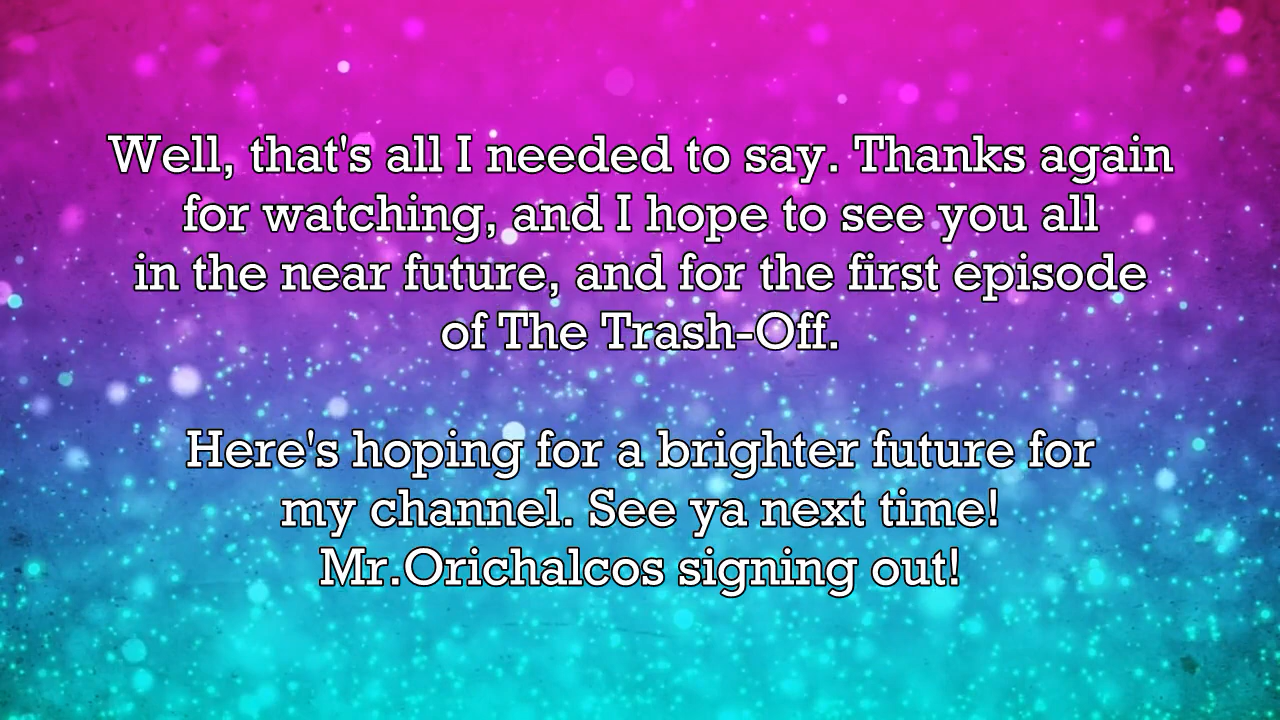 Well, that's all I needed to say. Thanks again
for watching, and I hope to see you all
in the near future, and for the first episode
of The Trash-Off.
Here's hoping for a brighter future for
my channel. See ya next time!
Mr.Orichalcos signing out!